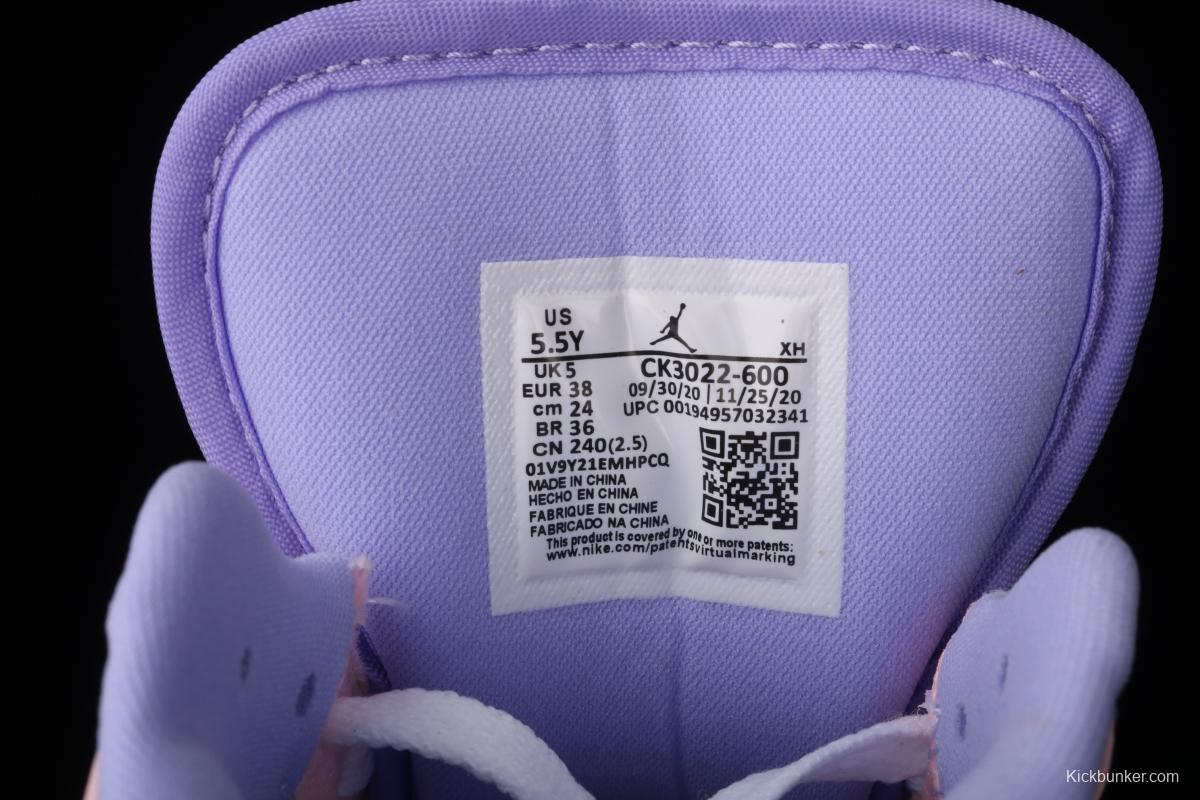 US
5.5Y
XH
UK 5
EUR 38
cm 24
BR 36
CN 240(2.5)
CK3022-600
09/30/20 | 11/25/20
UPC 00194957032341
01V9Y21EMHPCQ
MADE IN CHINA
HECHO EN CHINA
FABRIQUE EN CHINE
FABRICADO NA CHINA
This product is covered by one or more patents:
www.nike.com/patentsvirtualmarking
Kickbunker.com